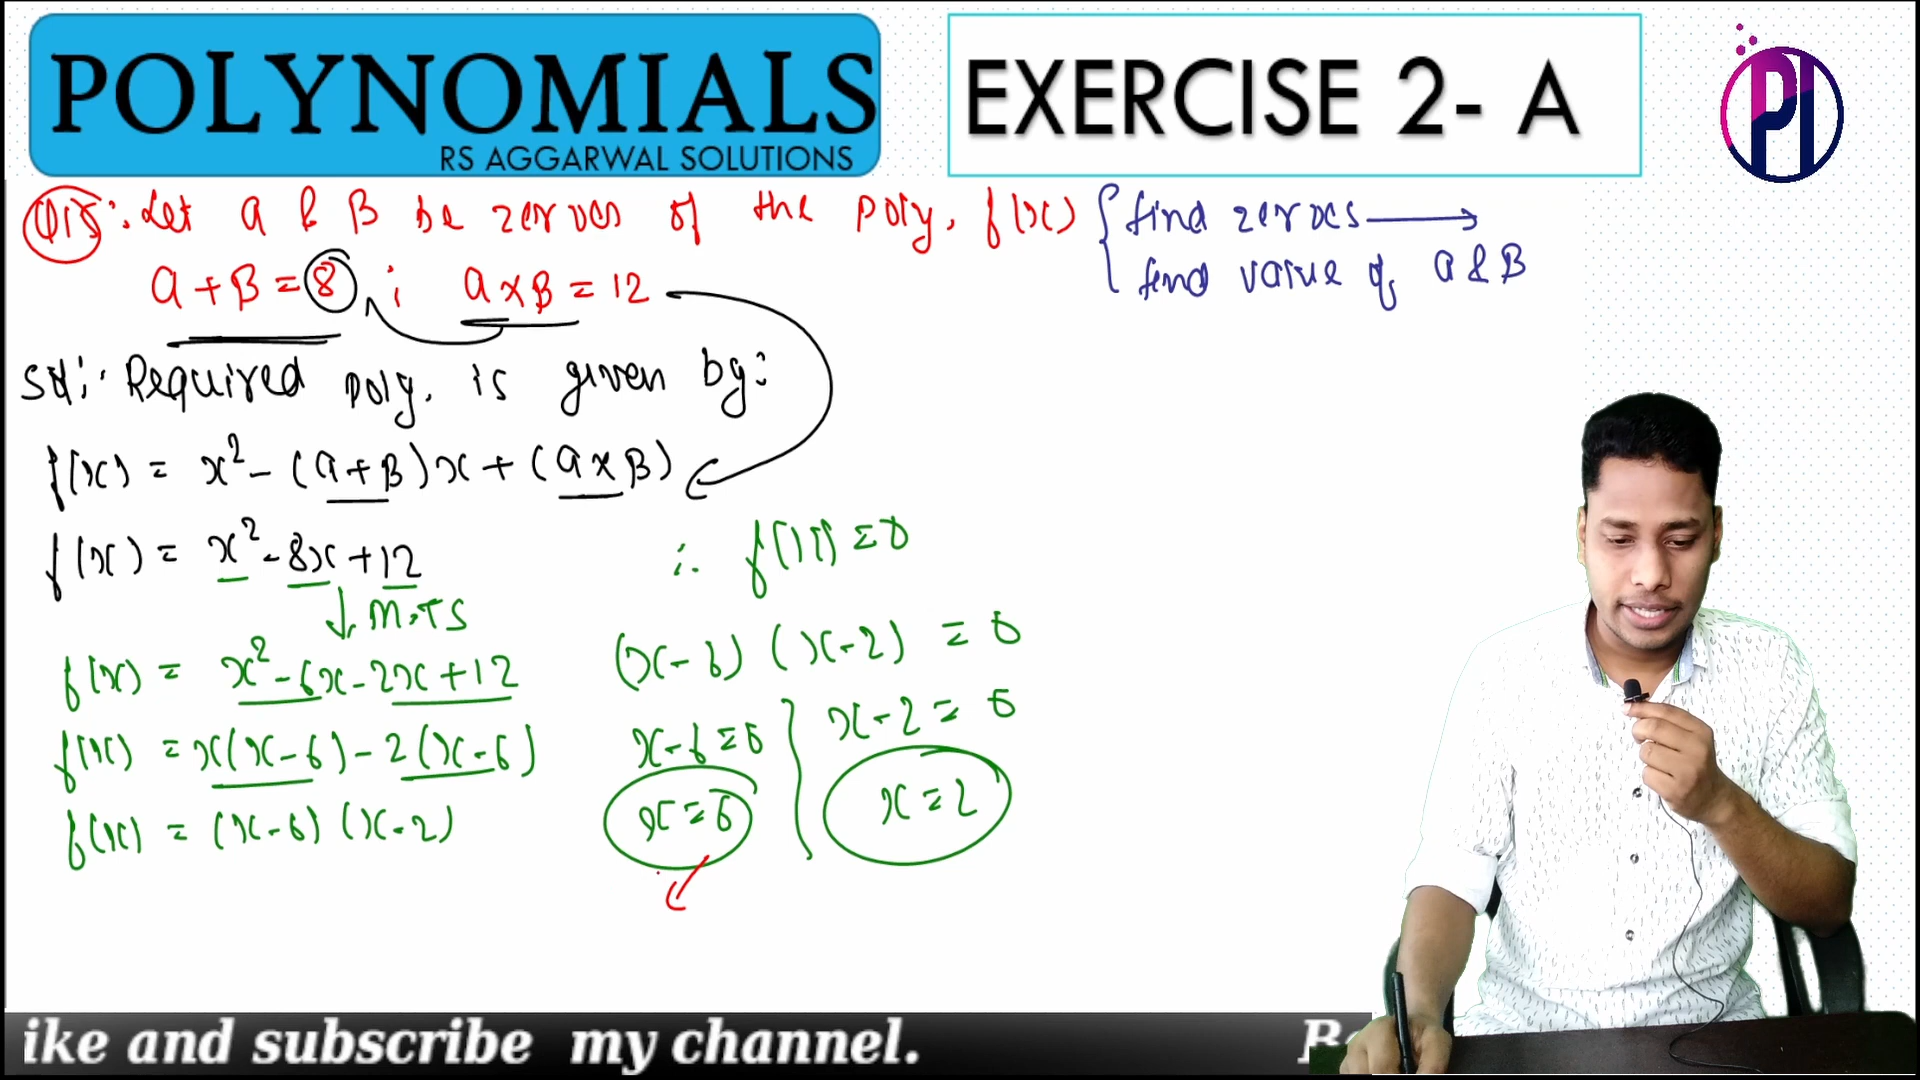 POLYNOMIALS
RS AGGARWAL SOLUTIONS
EXERCISE 2- A
PI
Let α & β be zeroes of the poly. f(x) { find zeroes →
find value of α & β
α + β = 8 ; α × β = 12
Sol: Required poly. is given by:
f(x) = x² - (α + β)x + (α × β)
f(x) = x² - 8x + 12
↓ M.T.S
f(x) = x² - 6x - 2x + 12
f(x) = x(x - 6) - 2(x - 6)
f(x) = (x - 6) (x - 2)
∴ f(x) = 0
(x - 6) (x - 2) = 0
x - 6 = 0
x = 6
x - 2 = 0
x = 2
ike and subscribe my channel.